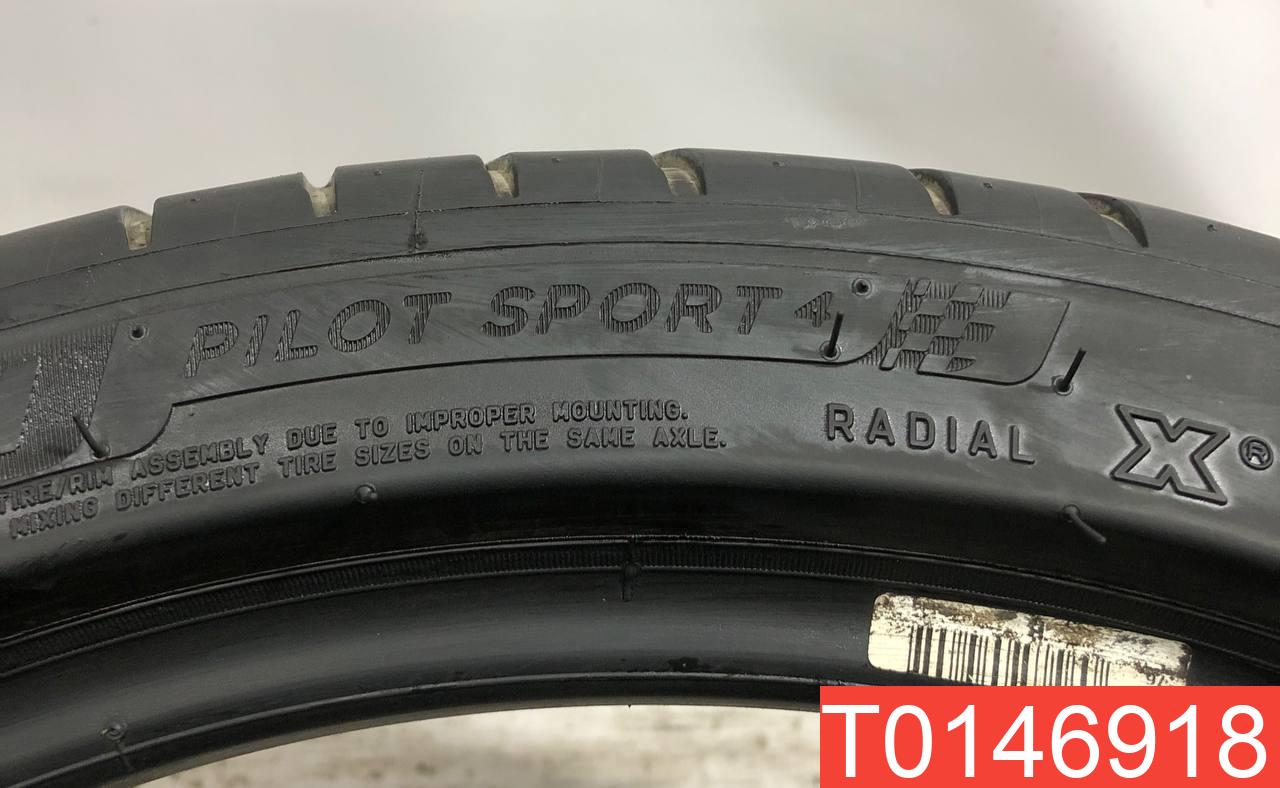 PILOT SPORT 4
TIRE/RIM ASSEMBLY DUE TO IMPROPER MOUNTING.
MIXING DIFFERENT TIRE SIZES ON THE SAME AXLE.
RADIAL X®
T0146918